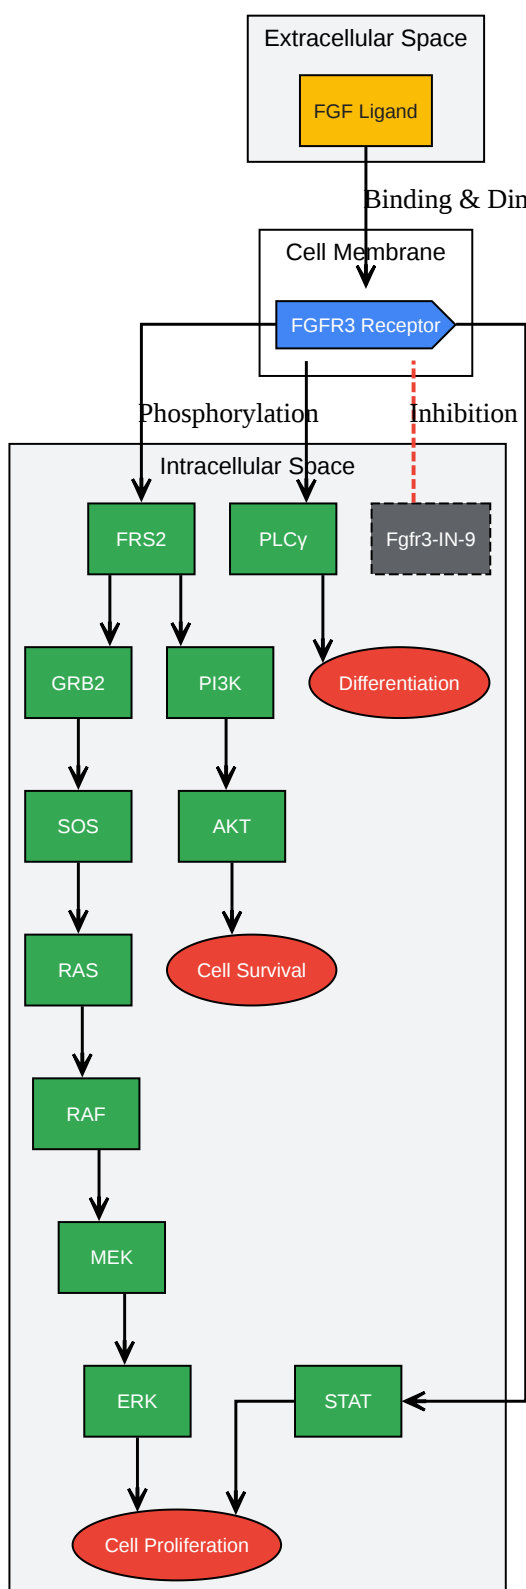 Extracellular Space
FGF Ligand
Binding & Dim
Cell Membrane
FGFR3 Receptor
Phosphorylation
Inhibition
Intracellular Space
FRS2
PLCγ
Fgfr3-IN-9
GRB2
PI3K
Differentiation
SOS
AKT
RAS
Cell Survival
RAF
MEK
ERK
STAT
Cell Proliferation